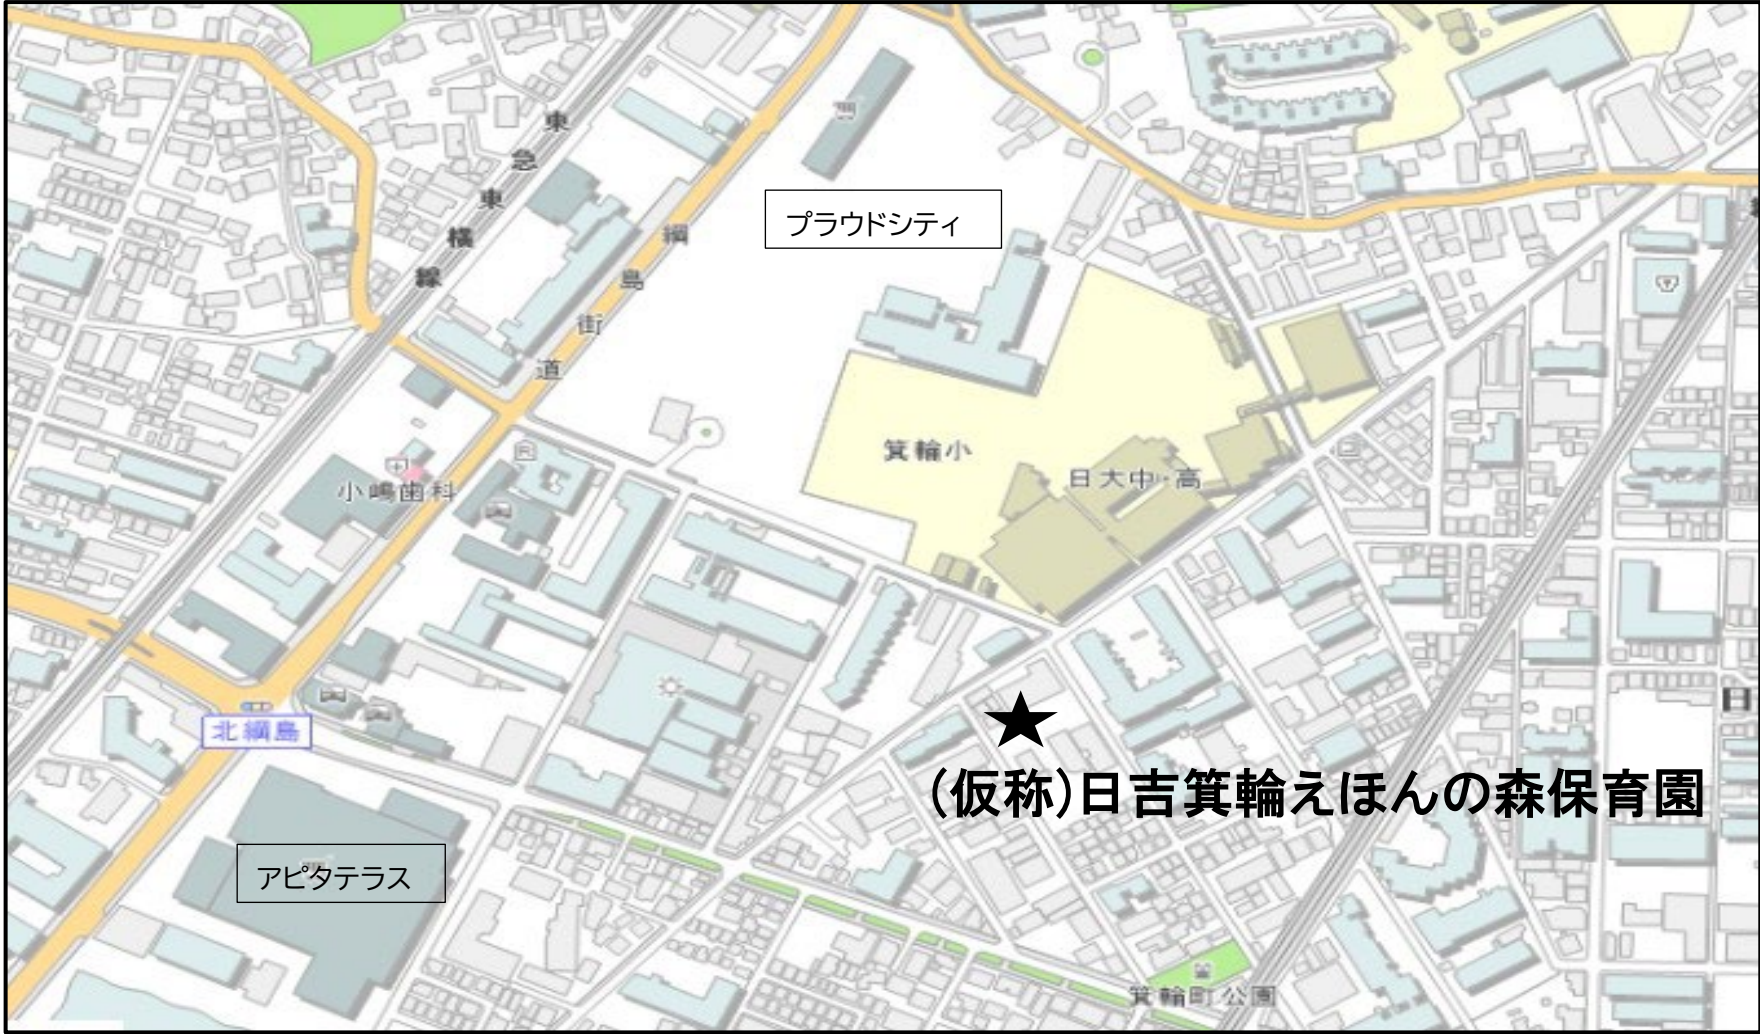 東急東横線
綱島街道
プラウドシティ
箕輪小
日大中・高
小嶋歯科
北綱島
(仮称)日吉箕輪えほんの森保育園
アピタテラス
箕輪町公園